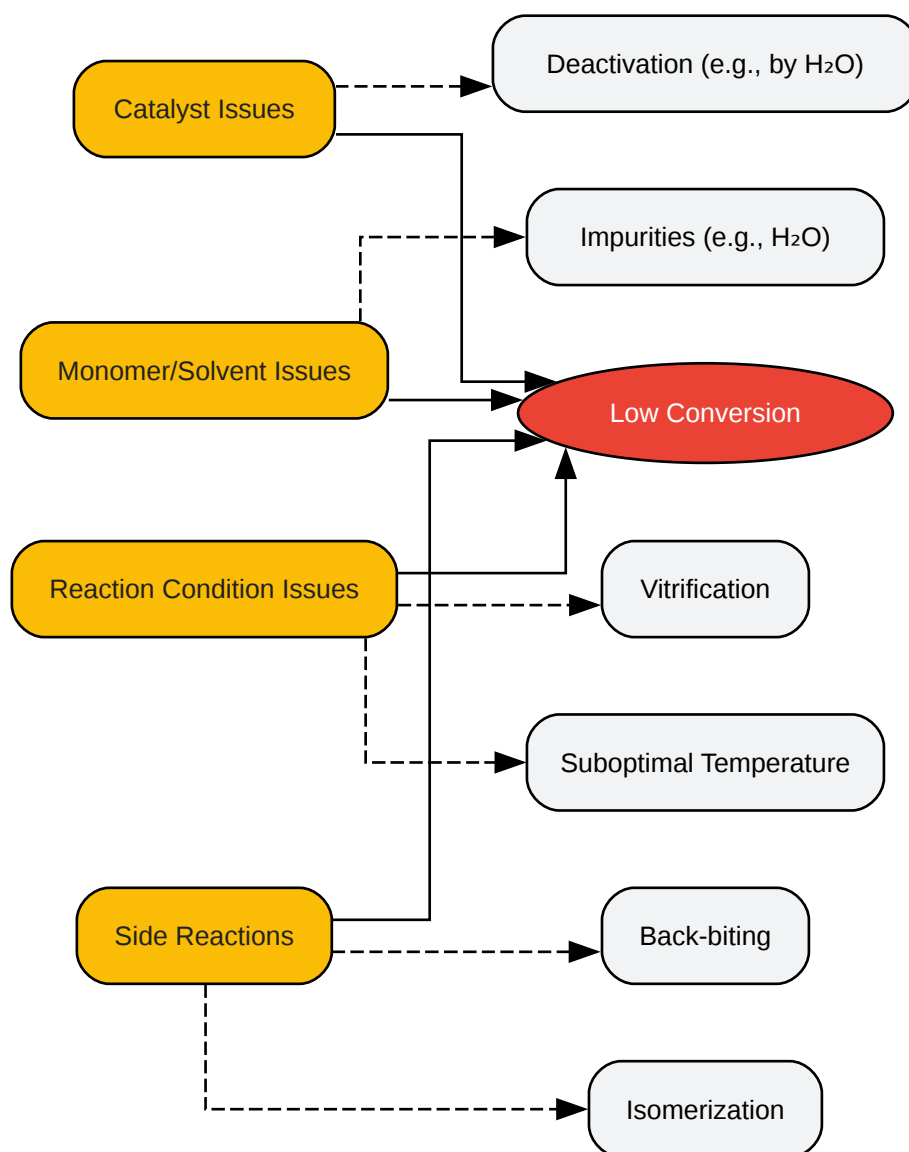 Deactivation (e.g., by H₂O)
Catalyst Issues
Impurities (e.g., H₂O)
Monomer/Solvent Issues
Low Conversion
Reaction Condition Issues
Vitrification
Suboptimal Temperature
Side Reactions
Back-biting
Isomerization